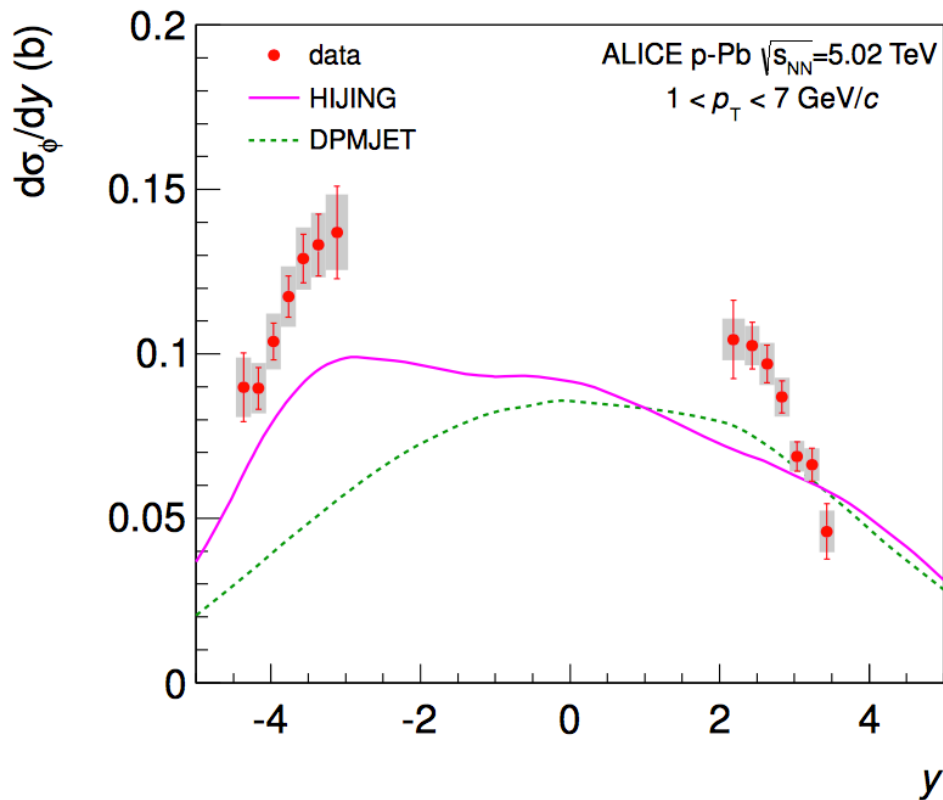 dσϕ/dy (b)
0.2
0.15
0.1
0.05
0
data
HIJING
DPMJET
ALICE p-Pb √sNN=5.02 TeV
1 < pT < 7 GeV/c
-4 -2 0 2 4
y